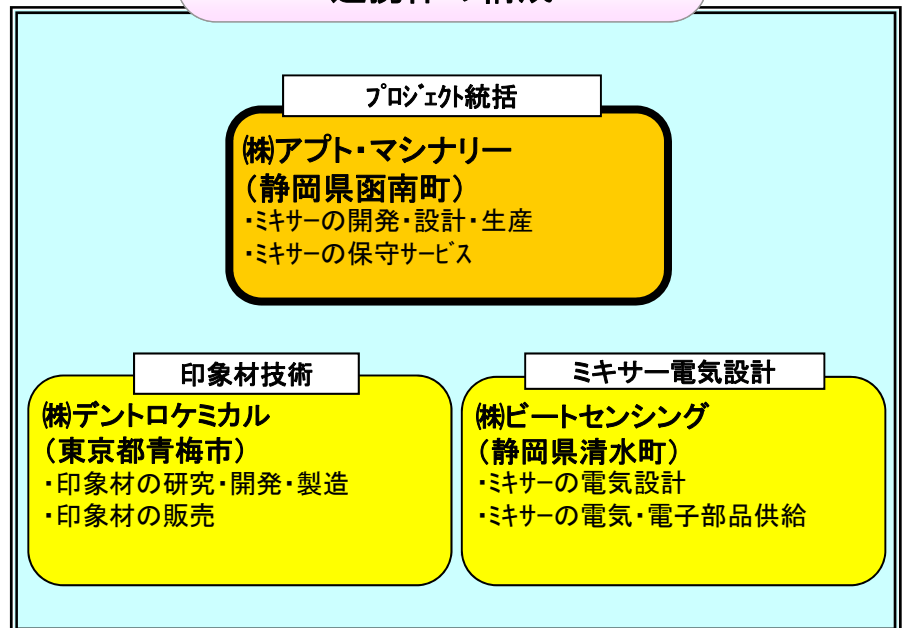 プロジェクト統括
㈱アプト・マシナリー
(静岡県函南町)
・ミキサーの開発・設計・生産
・ミキサーの保守サービス
印象材技術
㈱デントロケミカル
(東京都青梅市)
・印象材の研究・開発・製造
・印象材の販売
ミキサー電気設計
㈱ビートセンシング
(静岡県清水町)
・ミキサーの電気設計
・ミキサーの電気・電子部品供給